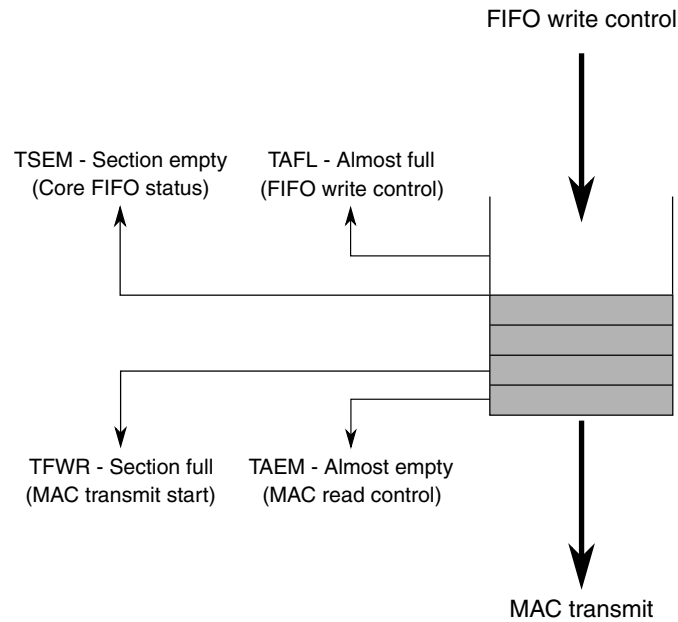 FIFO write control
TSEM - Section empty
(Core FIFO status)
TAFL - Almost full
(FIFO write control)
TFWR - Section full
(MAC transmit start)
TAEM - Almost empty
(MAC read control)
MAC transmit